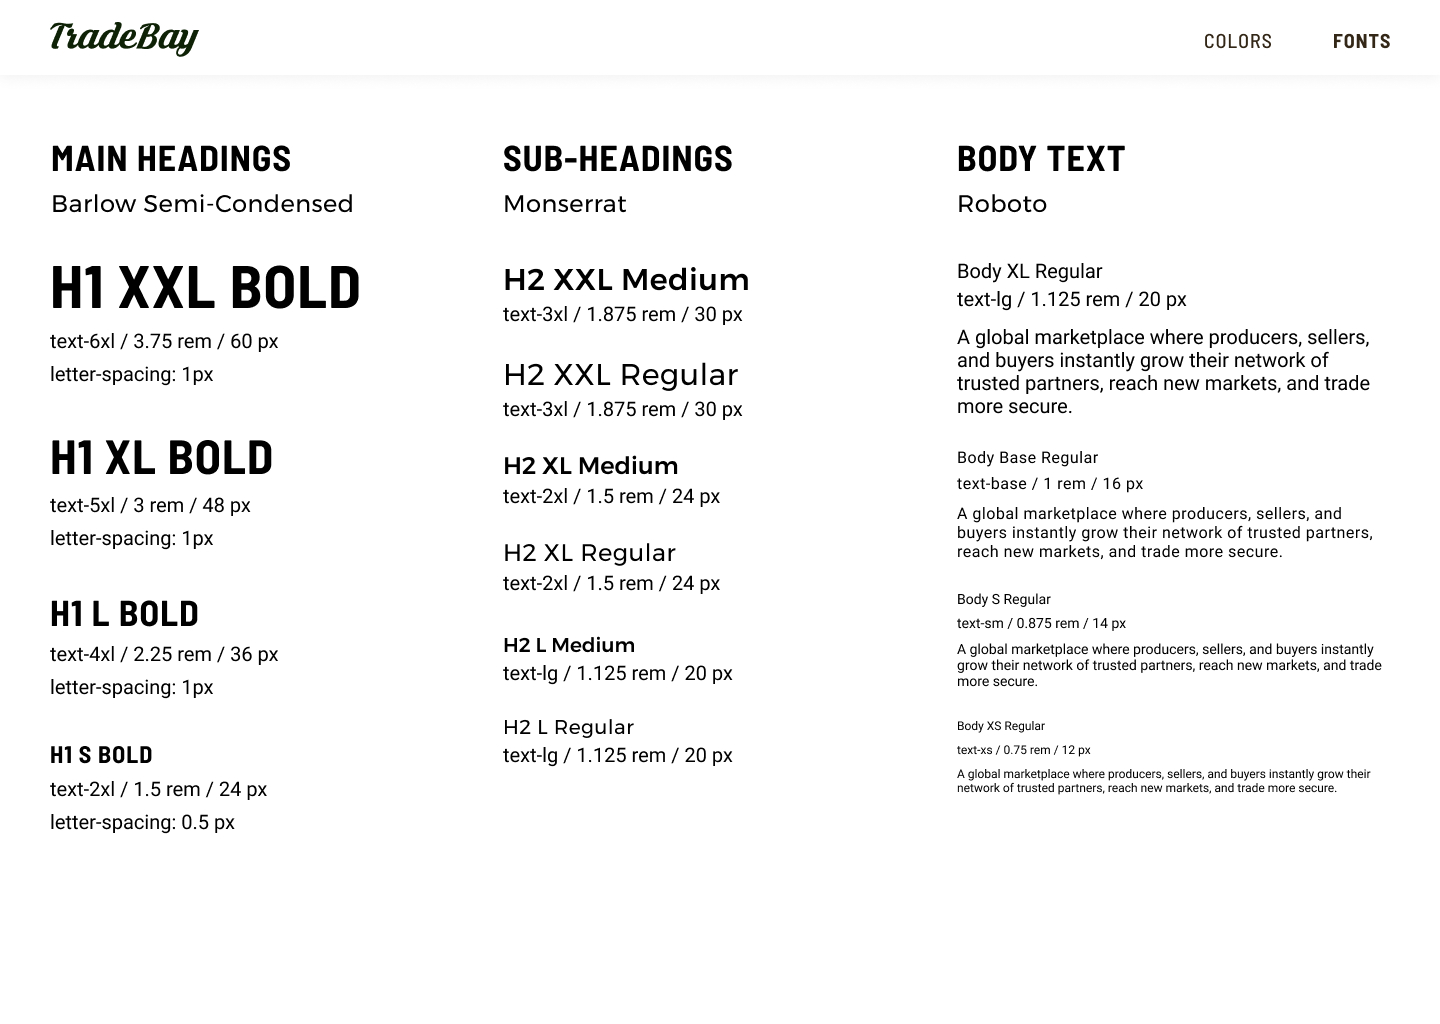 TradeBay
COLORS
FONTS
MAIN HEADINGS
Barlow Semi-Condensed
H1 XXL BOLD
text-6xl / 3.75 rem / 60 px
letter-spacing: 1px
H1 XL BOLD
text-5xl / 3 rem / 48 px
letter-spacing: 1px
H1 L BOLD
text-4xl / 2.25 rem / 36 px
letter-spacing: 1px
H1 S BOLD
text-2xl / 1.5 rem / 24 px
letter-spacing: 0.5 px
SUB-HEADINGS
Monserrat
H2 XXL Medium
text-3xl / 1.875 rem / 30 px
H2 XXL Regular
text-3xl / 1.875 rem / 30 px
H2 XL Medium
text-2xl / 1.5 rem / 24 px
H2 XL Regular
text-2xl / 1.5 rem / 24 px
H2 L Medium
text-lg / 1.125 rem / 20 px
H2 L Regular
text-lg / 1.125 rem / 20 px
BODY TEXT
Roboto
Body XL Regular
text-lg / 1.125 rem / 20 px
A global marketplace where producers, sellers,
and buyers instantly grow their network of
trusted partners, reach new markets, and trade
more secure.
Body Base Regular
text-base / 1 rem / 16 px
A global marketplace where producers, sellers, and
buyers instantly grow their network of trusted partners,
reach new markets, and trade more secure.
Body S Regular
text-sm / 0.875 rem / 14 px
A global marketplace where producers, sellers, and buyers instantly
grow their network of trusted partners, reach new markets, and trade
more secure.
Body XS Regular
text-xs / 0.75 rem / 12 px
A global marketplace where producers, sellers, and buyers instantly grow their
network of trusted partners, reach new markets, and trade more secure.